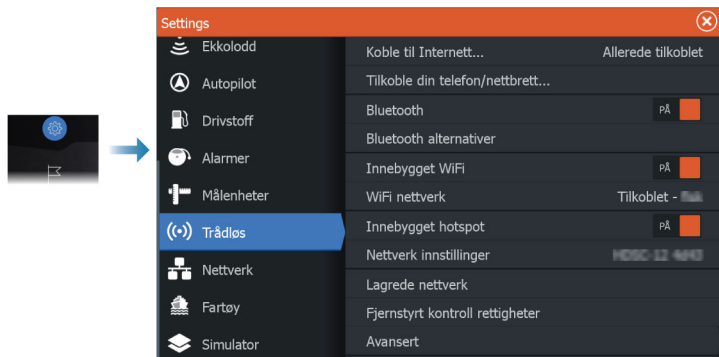 Settings
Ekkolodd
Autopilot
Drivstoff
Alarmer
Målenheter
Trådløs
Nettverk
Fartøy
Simulator
Koble til Internett... Allerede tilkoblet
Tilkoble din telefon/nettbrett...
Bluetooth PÅ
Bluetooth alternativer
Innebygget WiFi PÅ
WiFi nettverk Tilkoblet -
Innebygget hotspot PÅ
Nettverk innstillinger
Lagrede nettverk
Fjernstyrt kontroll rettigheter
Avansert